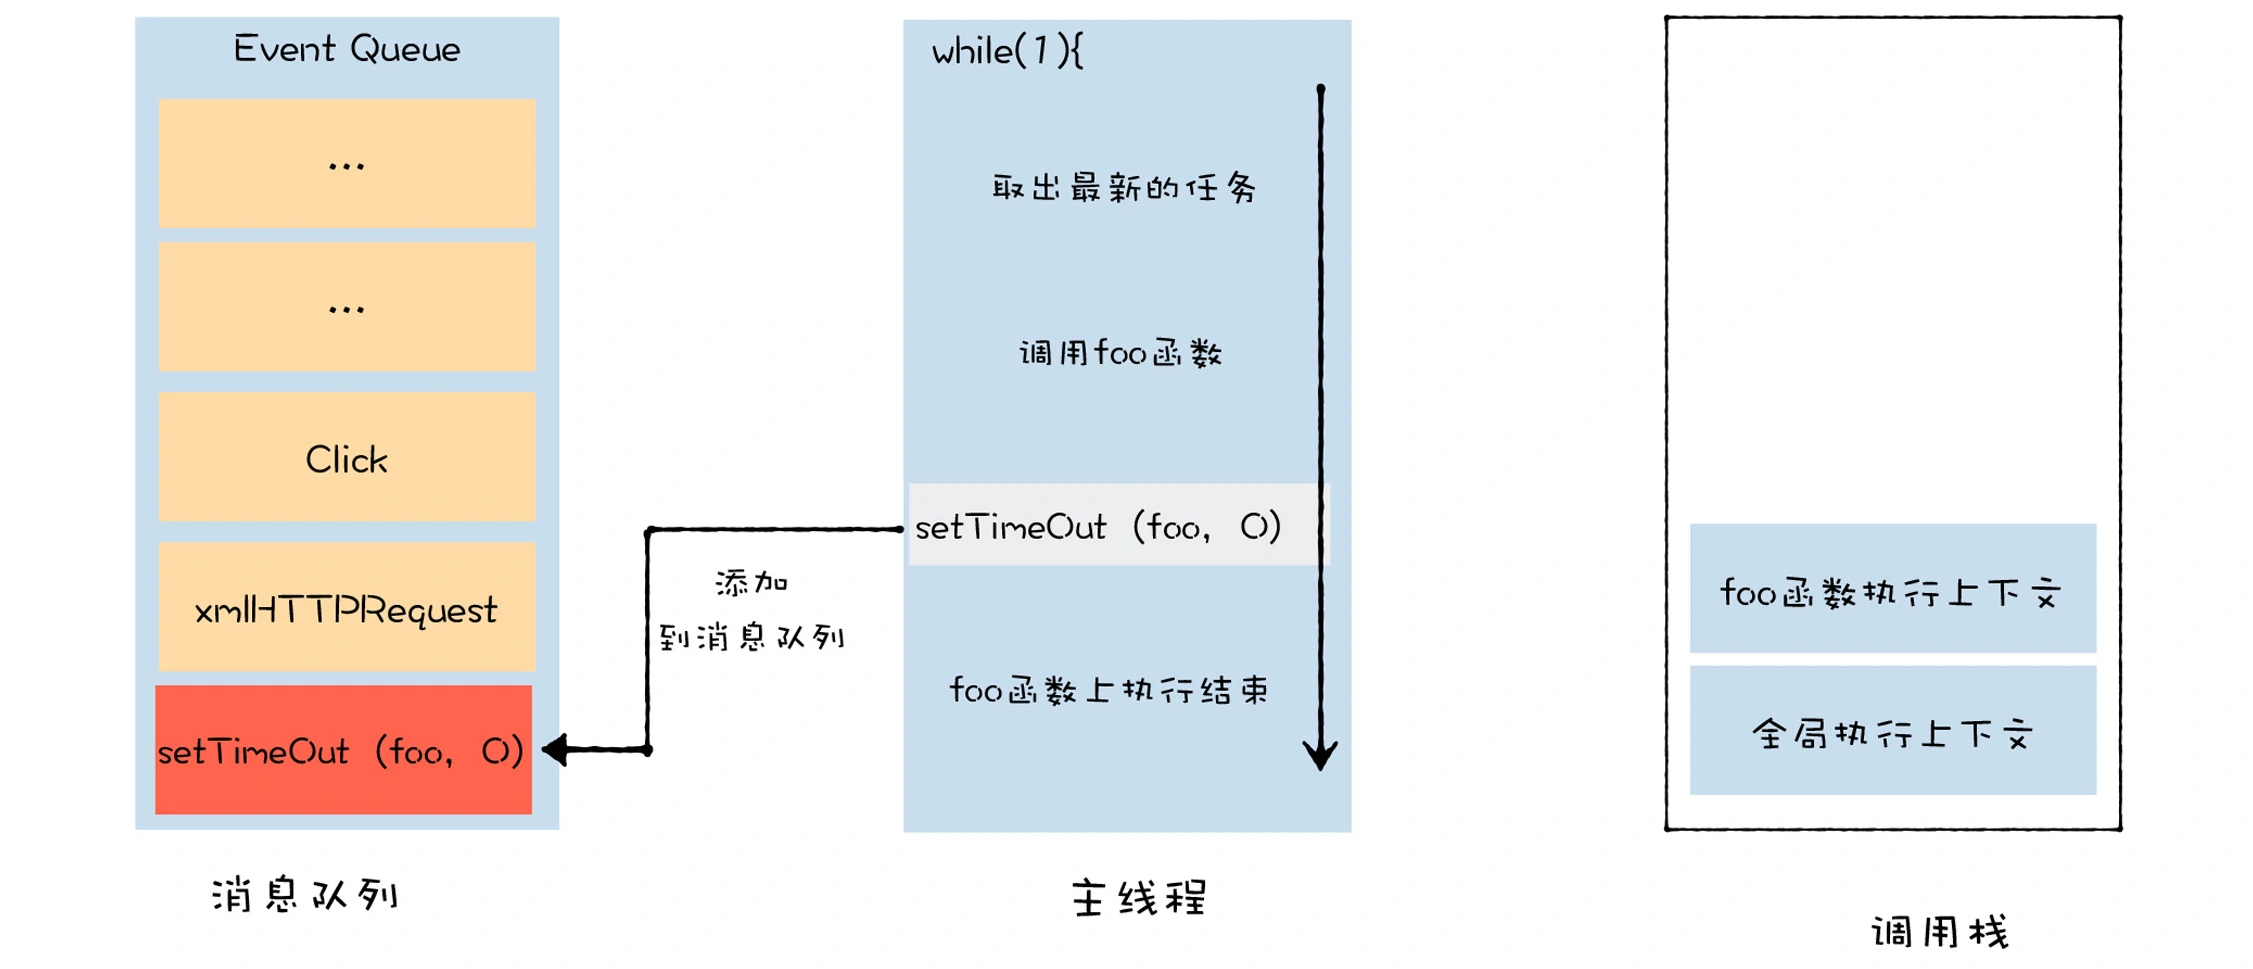 Event Queue
...
...
Click
xmlHTTPRequest
setTimeOut (foo, 0)
消息队列
添加
到消息队列
while(1){
取出最新的任务
调用foo函数
setTimeOut (foo, 0)
foo函数上执行结束
主线程
foo函数执行上下文
全局执行上下文
调用栈